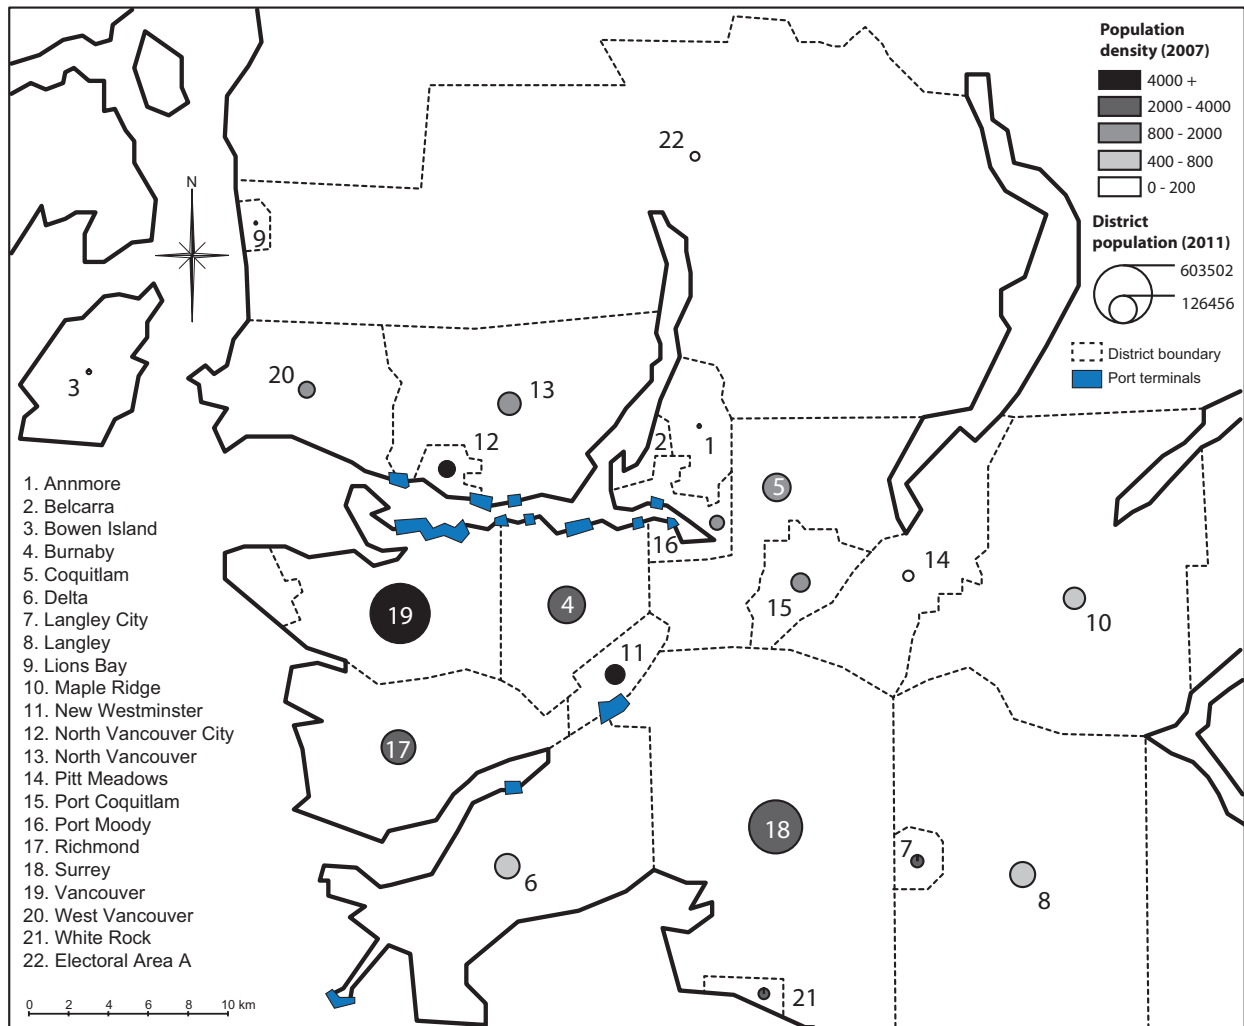 Population
density (2007)
4000 +
2000 - 4000
800 - 2000
400 - 800
0 - 200
District
population (2011)
603502
126456
District boundary
Port terminals
22
N
9
3
20
13
12
2
1
5
16
14
15
10
19
4
11
17
18
7
6
8
21
1. Annmore
2. Belcarra
3. Bowen Island
4. Burnaby
5. Coquitlam
6. Delta
7. Langley City
8. Langley
9. Lions Bay
10. Maple Ridge
11. New Westminster
12. North Vancouver City
13. North Vancouver
14. Pitt Meadows
15. Port Coquitlam
16. Port Moody
17. Richmond
18. Surrey
19. Vancouver
20. West Vancouver
21. White Rock
22. Electoral Area A
0 2 4 6 8 10 km